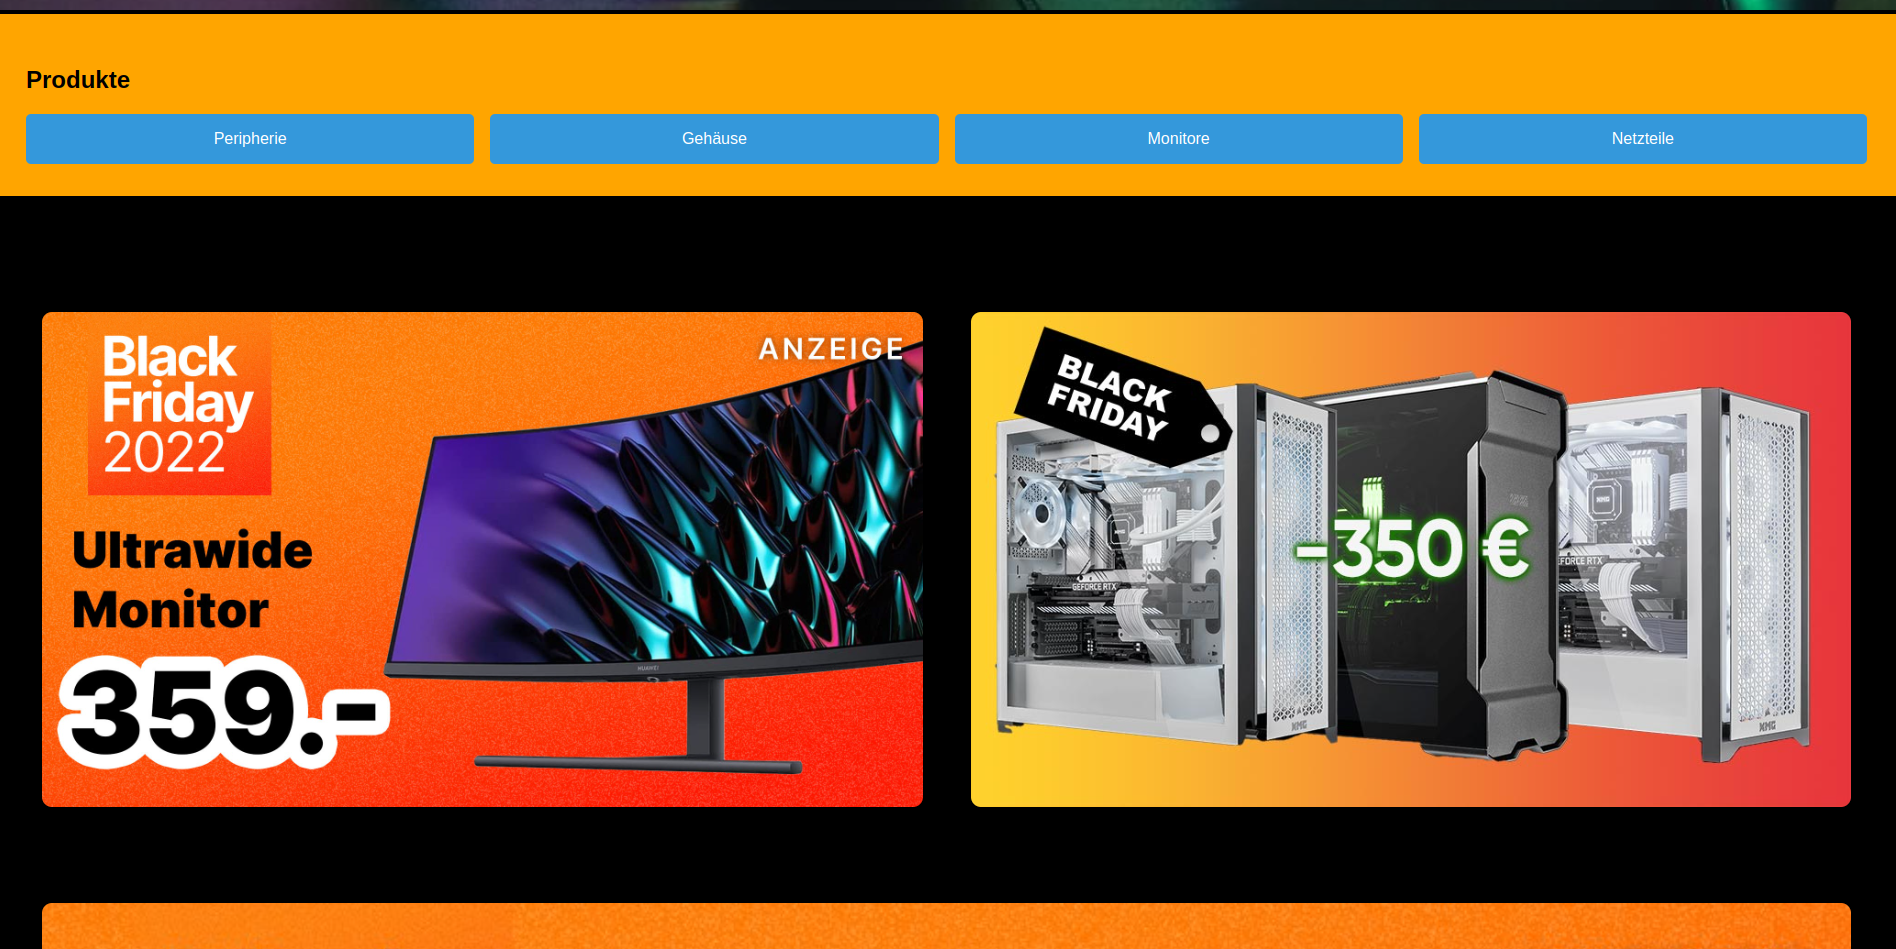 Produkte
Peripherie
Gehäuse
Monitore
Netzteile
Black
Friday
2022
ANZEIGE
Ultrawide
Monitor
359.-
HUAWEI
BLACK
FRIDAY
-350 €
GEFORCE RTX
GEFORCE RTX
XMG
XMG
XMG